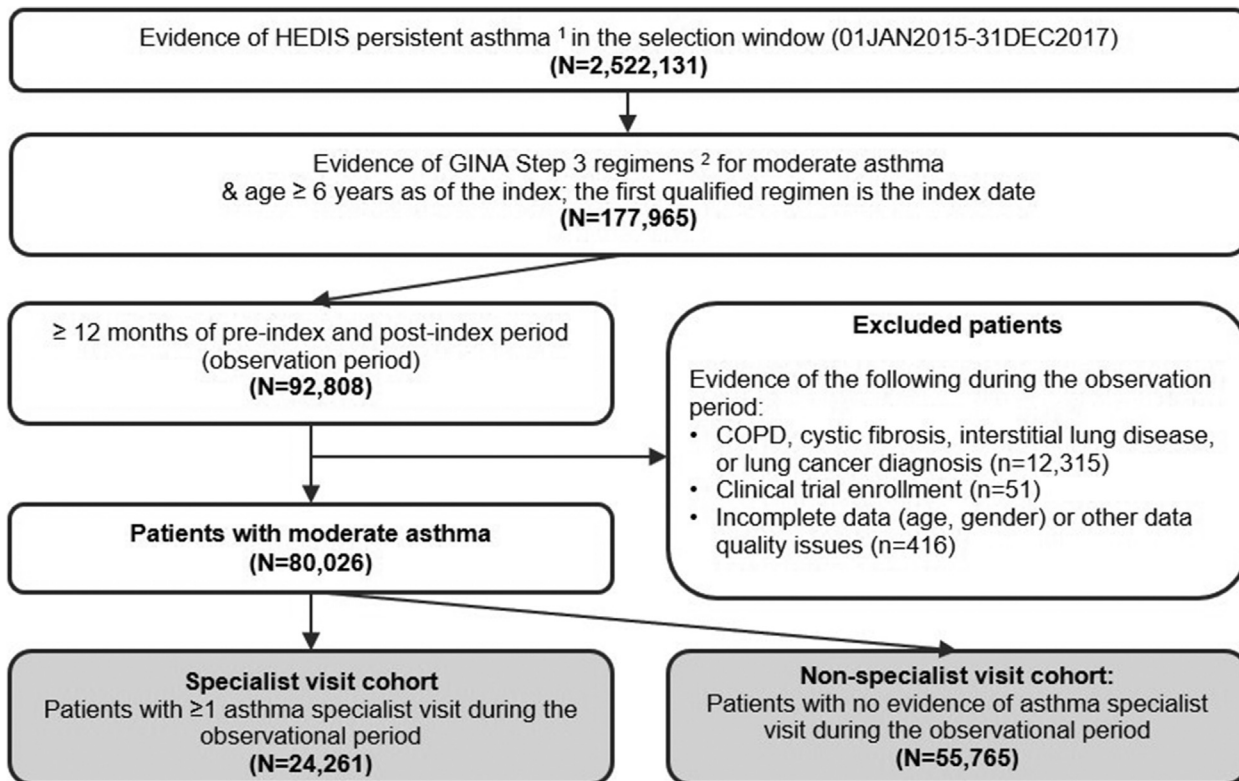 Evidence of HEDIS persistent asthma ¹ in the selection window (01JAN2015-31DEC2017)
(N=2,522,131)
Evidence of GINA Step 3 regimens ² for moderate asthma
& age ≥ 6 years as of the index; the first qualified regimen is the index date
(N=177,965)
≥ 12 months of pre-index and post-index period
(observation period)
(N=92,808)
Excluded patients
Evidence of the following during the observation
period:
• COPD, cystic fibrosis, interstitial lung disease,
or lung cancer diagnosis (n=12,315)
• Clinical trial enrollment (n=51)
• Incomplete data (age, gender) or other data
quality issues (n=416)
Patients with moderate asthma
(N=80,026)
Specialist visit cohort
Patients with ≥1 asthma specialist visit during the
observational period
(N=24,261)
Non-specialist visit cohort:
Patients with no evidence of asthma specialist
visit during the observational period
(N=55,765)